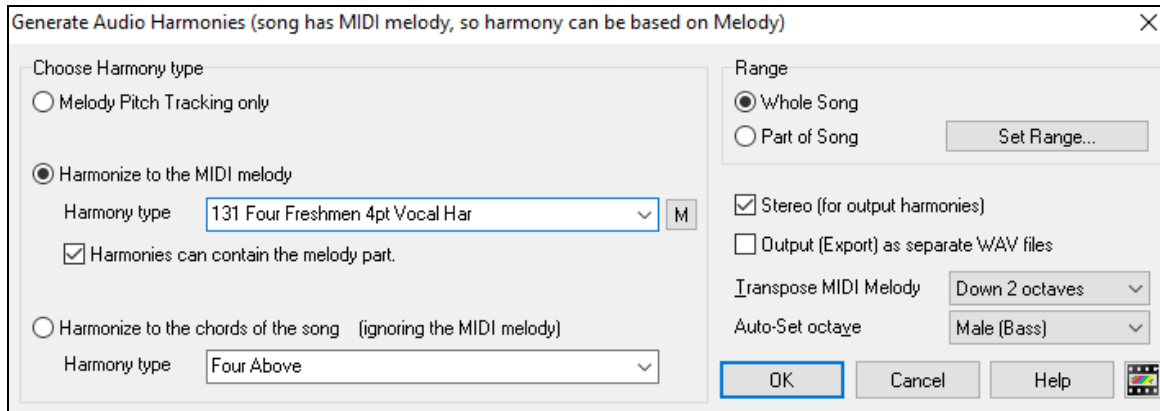 Generate Audio Harmonies (song has MIDI melody, so harmony can be based on Melody)
Choose Harmony type
Melody Pitch Tracking only
Harmonize to the MIDI melody
Harmony type 131 Four Freshmen 4pt Vocal Har M
Harmonies can contain the melody part.
Harmonize to the chords of the song (ignoring the MIDI melody)
Harmony type Four Above
Range
Whole Song
Part of Song Set Range...
Stereo (for output harmonies)
Output (Export) as separate WAV files
Transpose MIDI Melody Down 2 octaves
Auto-Set octave Male (Bass)
OK Cancel Help